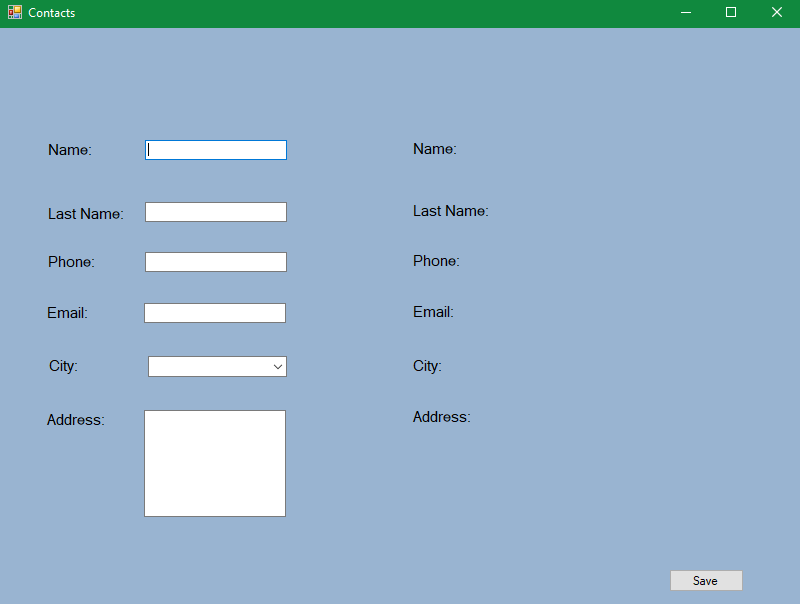 Contacts
Name:
Last Name:
Phone:
Email:
City:
Address:
Name:
Last Name:
Phone:
Email:
City:
Address:
Save